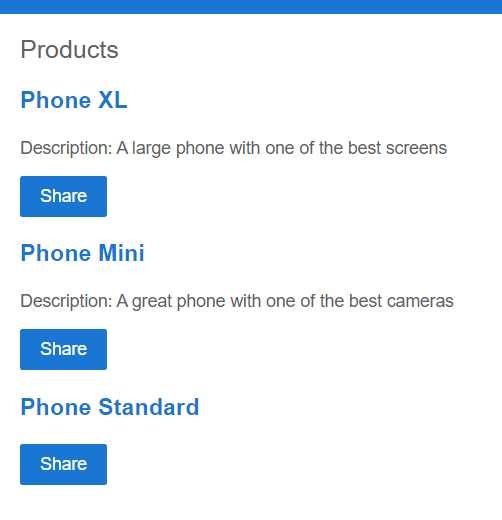 Products
Phone XL
Description: A large phone with one of the best screens
Share
Phone Mini
Description: A great phone with one of the best cameras
Share
Phone Standard
Share